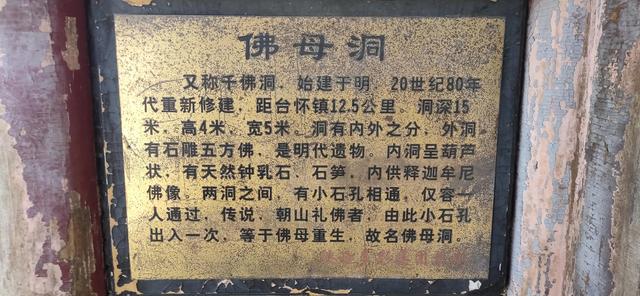 佛母洞
又称千佛洞，始建于明，20世纪80年
代重新修建，距台怀镇12.5公里。洞深15
米，高4米，宽5米。洞有内外之分，外洞
有石雕五方佛，是明代遗物。内洞呈葫芦
状，有天然钟乳石、石笋，内供释迦牟尼
佛像。两洞之间，有小石孔相通，仅容一
人通过，传说，朝山礼佛者，由此小石孔
出入一次，等于佛母重生，故名佛母洞。